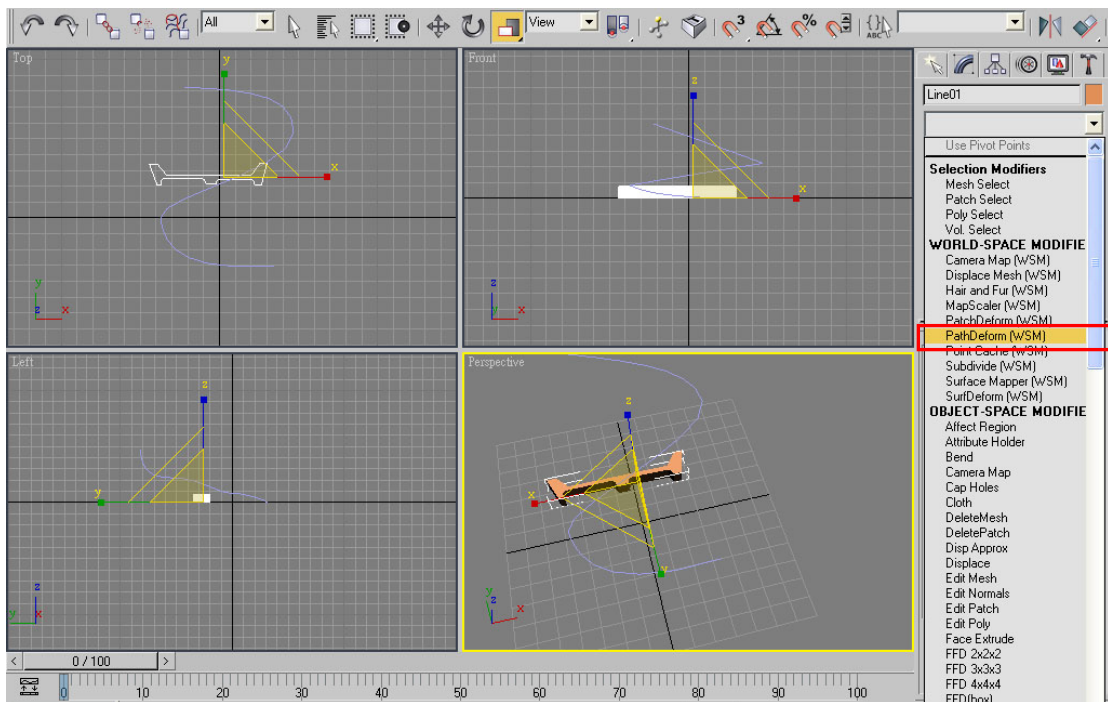 All
View
3
%
{}
ABC
Top
y
x
y
z x
Front
z
x
z
y x
Line01
Use Pivot Points
Selection Modifiers
Mesh Select
Patch Select
Poly Select
Vol. Select
WORLD-SPACE MODIFIE
Camera Map (WSM)
Displace Mesh (WSM)
Hair and Fur (WSM)
MapScaler (WSM)
PatchDeform (WSM)
PathDeform (WSM)
Point Cache (WSM)
Subdivide (WSM)
Surface Mapper (WSM)
SurfDeform (WSM)
OBJECT-SPACE MODIFIE
Affect Region
Attribute Holder
Bend
Camera Map
Cap Holes
Cloth
DeleteMesh
DeletePatch
Disp Approx
Displace
Edit Mesh
Edit Normals
Edit Patch
Edit Poly
Face Extrude
FFD 2x2x2
FFD 3x3x3
FFD 4x4x4
FFD(box)
Left
z
y
z
y x
Perspective
z
x
y
y
z
x
< 0 / 100 >
0 10 20 30 40 50 60 70 80 90 100